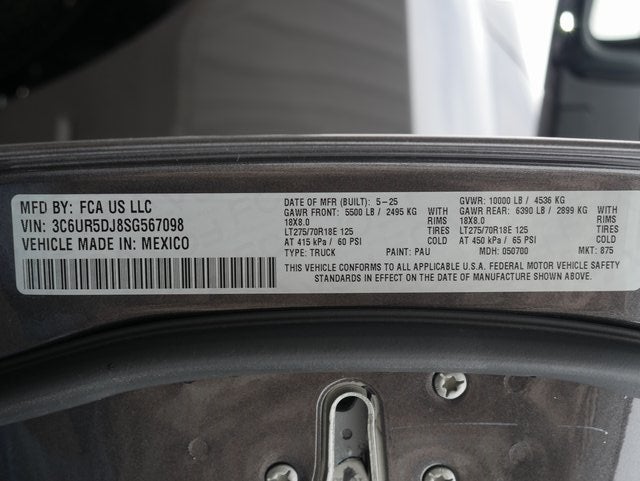 MFD BY: FCA US LLC
VIN: 3C6UR5DJ8SG567098
VEHICLE MADE IN: MEXICO
DATE OF MFR (BUILT): 5-25 GVWR: 10000 LB / 4536 KG
GAWR FRONT: 5500 LB / 2495 KG WITH GAWR REAR: 6390 LB / 2899 KG WITH
18X8.0 RIMS 18X8.0 RIMS
LT275/70R18E 125 TIRES LT275/70R18E 125 TIRES
AT 415 kPa / 60 PSI COLD AT 450 kPa / 65 PSI COLD
TYPE: TRUCK PAINT: PAU MDH: 050700 MKT: 875
THIS VEHICLE CONFORMS TO ALL APPLICABLE U.S.A. FEDERAL MOTOR VEHICLE SAFETY
STANDARDS IN EFFECT ON THE DATE OF MANUFACTURE SHOWN ABOVE.